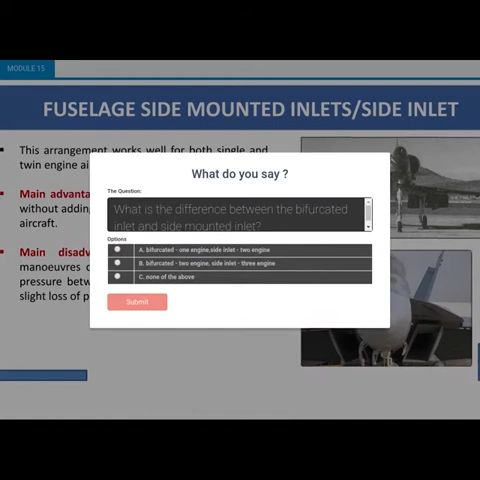 MODULE 15
FUSELAGE SIDE MOUNTED INLETS/SIDE INLET
This arrangement works well for both single and
twin engine ai
Main advanta
without adding
aircraft.
Main disadv
manoeuvres
pressure betw
slight loss of p
What do you say ?
The Question:
What is the difference between the bifurcated
inlet and side mounted inlet?
Options
A. bifurcated - one engine,side inlet - two engine
B. bifurcated - two engine, side inlet - three engine
C. none of the above
Submit